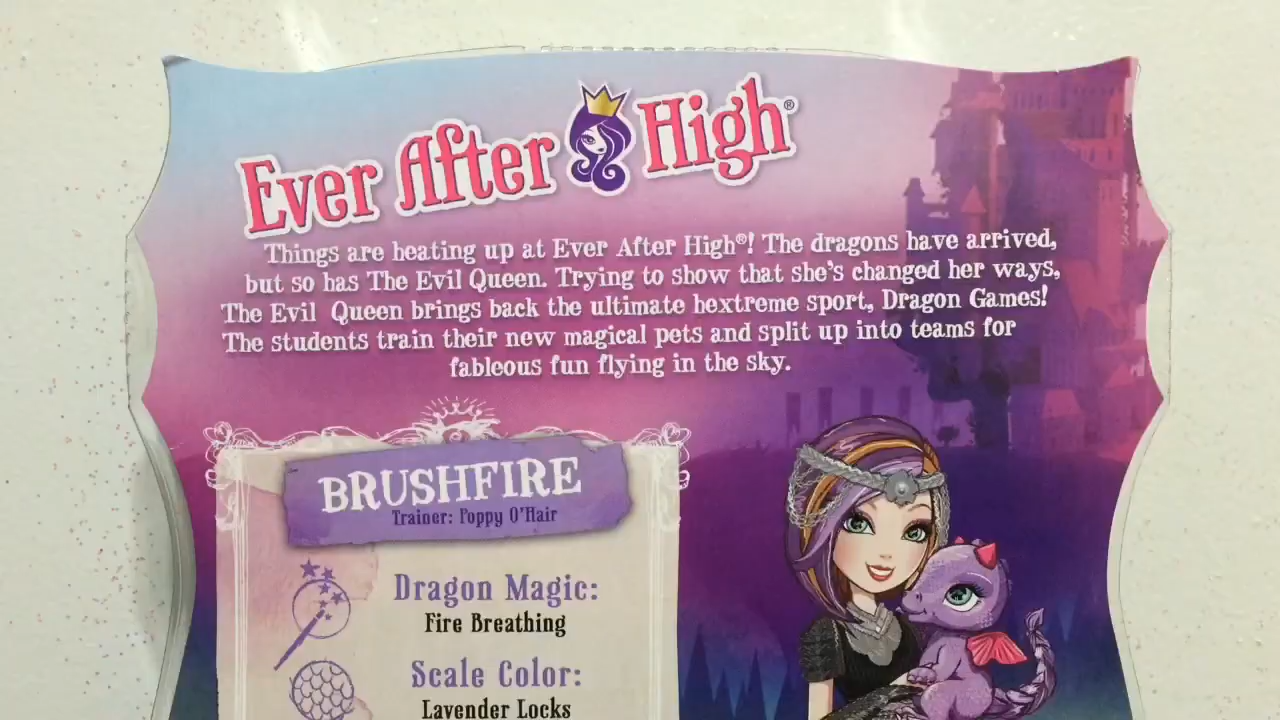 Ever After High®
Things are heating up at Ever After High®! The dragons have arrived,
but so has The Evil Queen. Trying to show that she's changed her ways,
The Evil Queen brings back the ultimate hextreme sport, Dragon Games!
The students train their new magical pets and split up into teams for
fableous fun flying in the sky.
BRUSHFIRE
Trainer: Poppy O'Hair
Dragon Magic:
Fire Breathing
Scale Color:
Lavender Locks